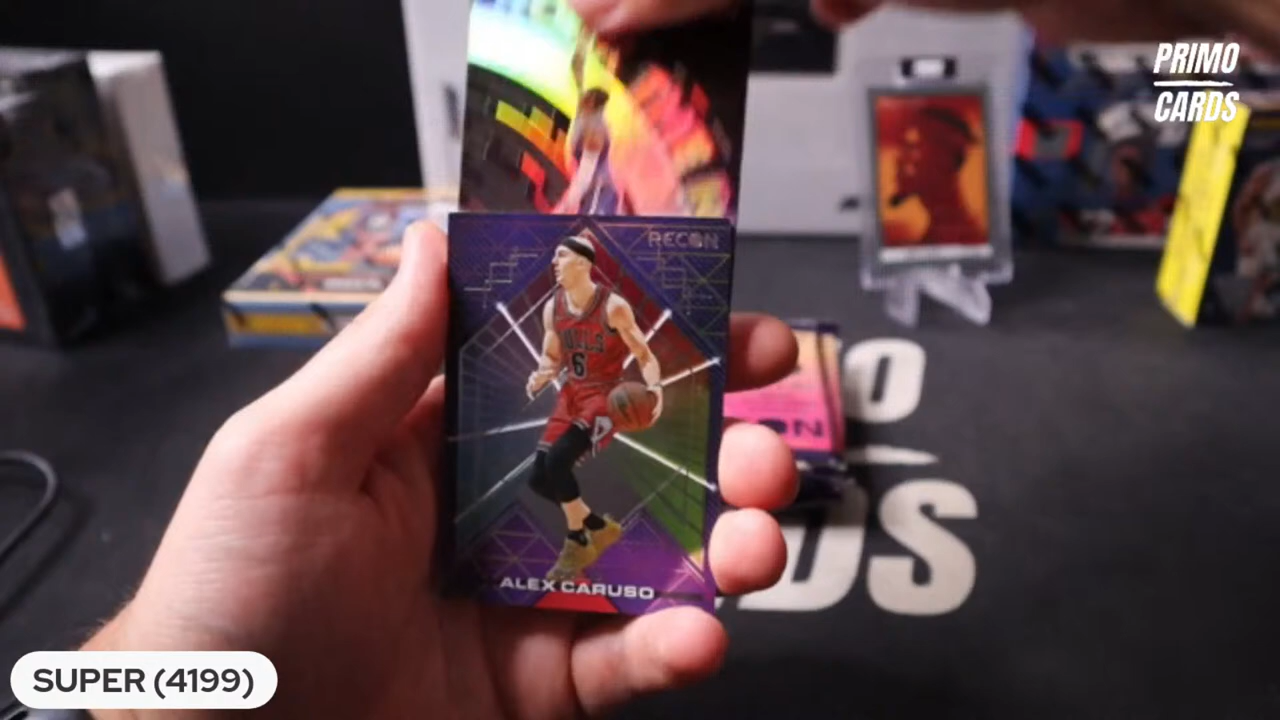 PRIMO
CARDS
RECON
BULLS
6
ALEX CARUSO
SUPER (4199)